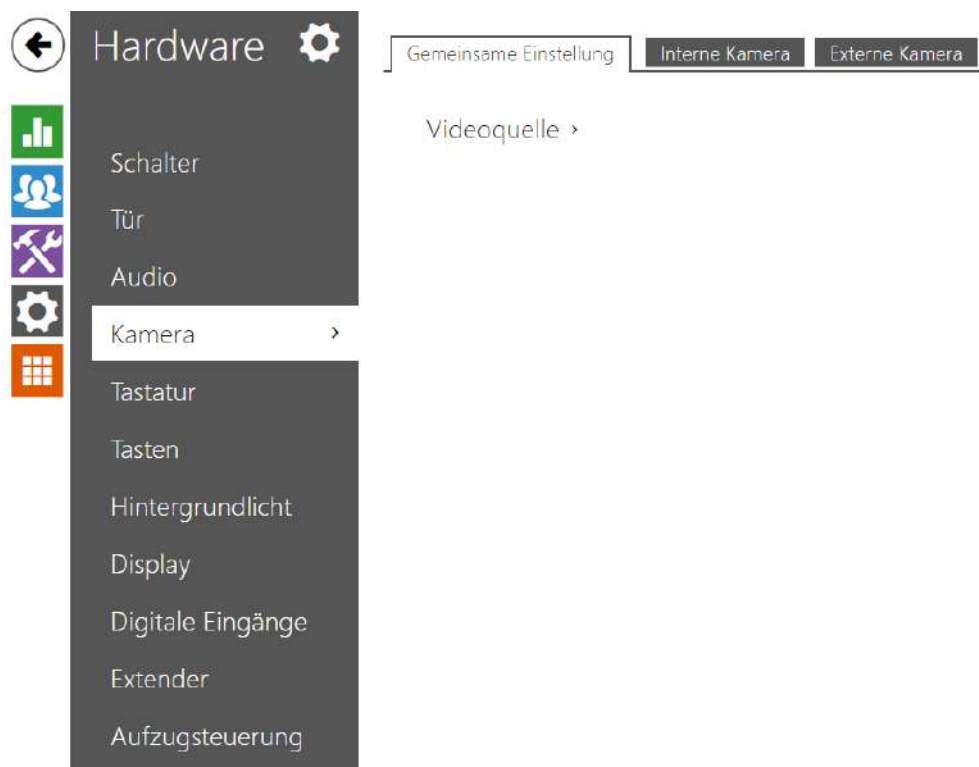 Hardware
Gemeinsame Einstellung
Interne Kamera
Externe Kamera
Videoquelle ›
Schalter
Tür
Audio
Kamera ›
Tastatur
Tasten
Hintergrundlicht
Display
Digitale Eingänge
Extender
Aufzugsteuerung